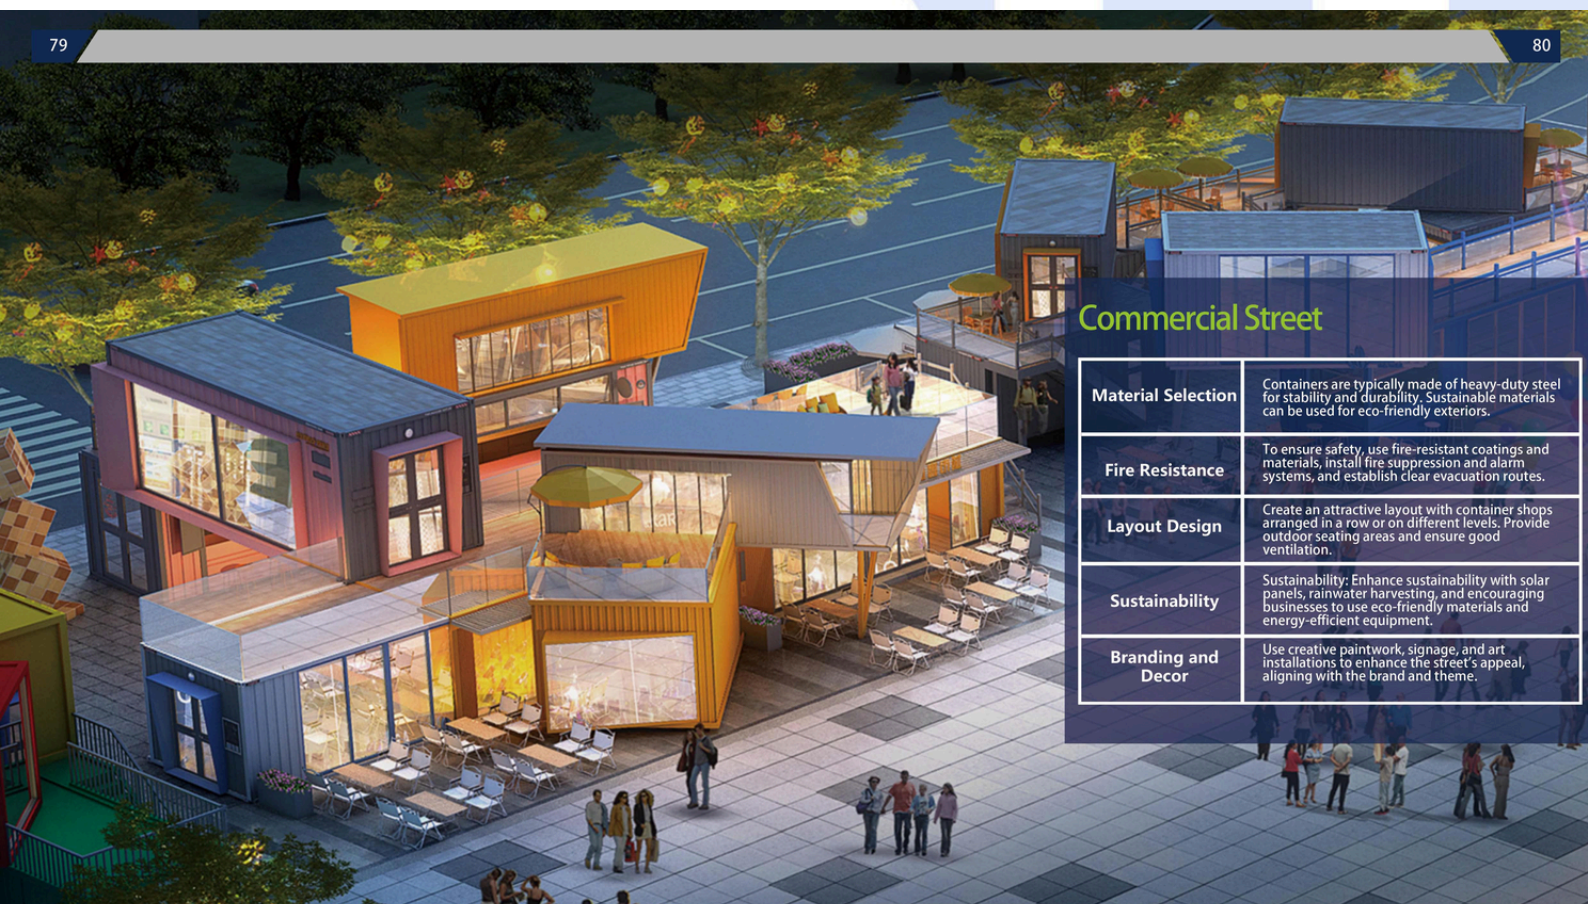 79
80
Commercial Street
Material Selection
Containers are typically made of heavy-duty steel
for stability and durability. Sustainable materials
can be used for eco-friendly exteriors.
Fire Resistance
To ensure safety, use fire-resistant coatings and
materials, install fire suppression and alarm
systems, and establish clear evacuation routes.
Layout Design
Create an attractive layout with container shops
arranged in a row or on different levels. Provide
outdoor seating areas and ensure good
ventilation.
Sustainability
Sustainability: Enhance sustainability with solar
panels, rainwater harvesting, and encouraging
businesses to use eco-friendly materials and
energy-efficient equipment.
Branding and
Decor
Use creative paintwork, signage, and art
installations to enhance the street's appeal,
aligning with the brand and theme.